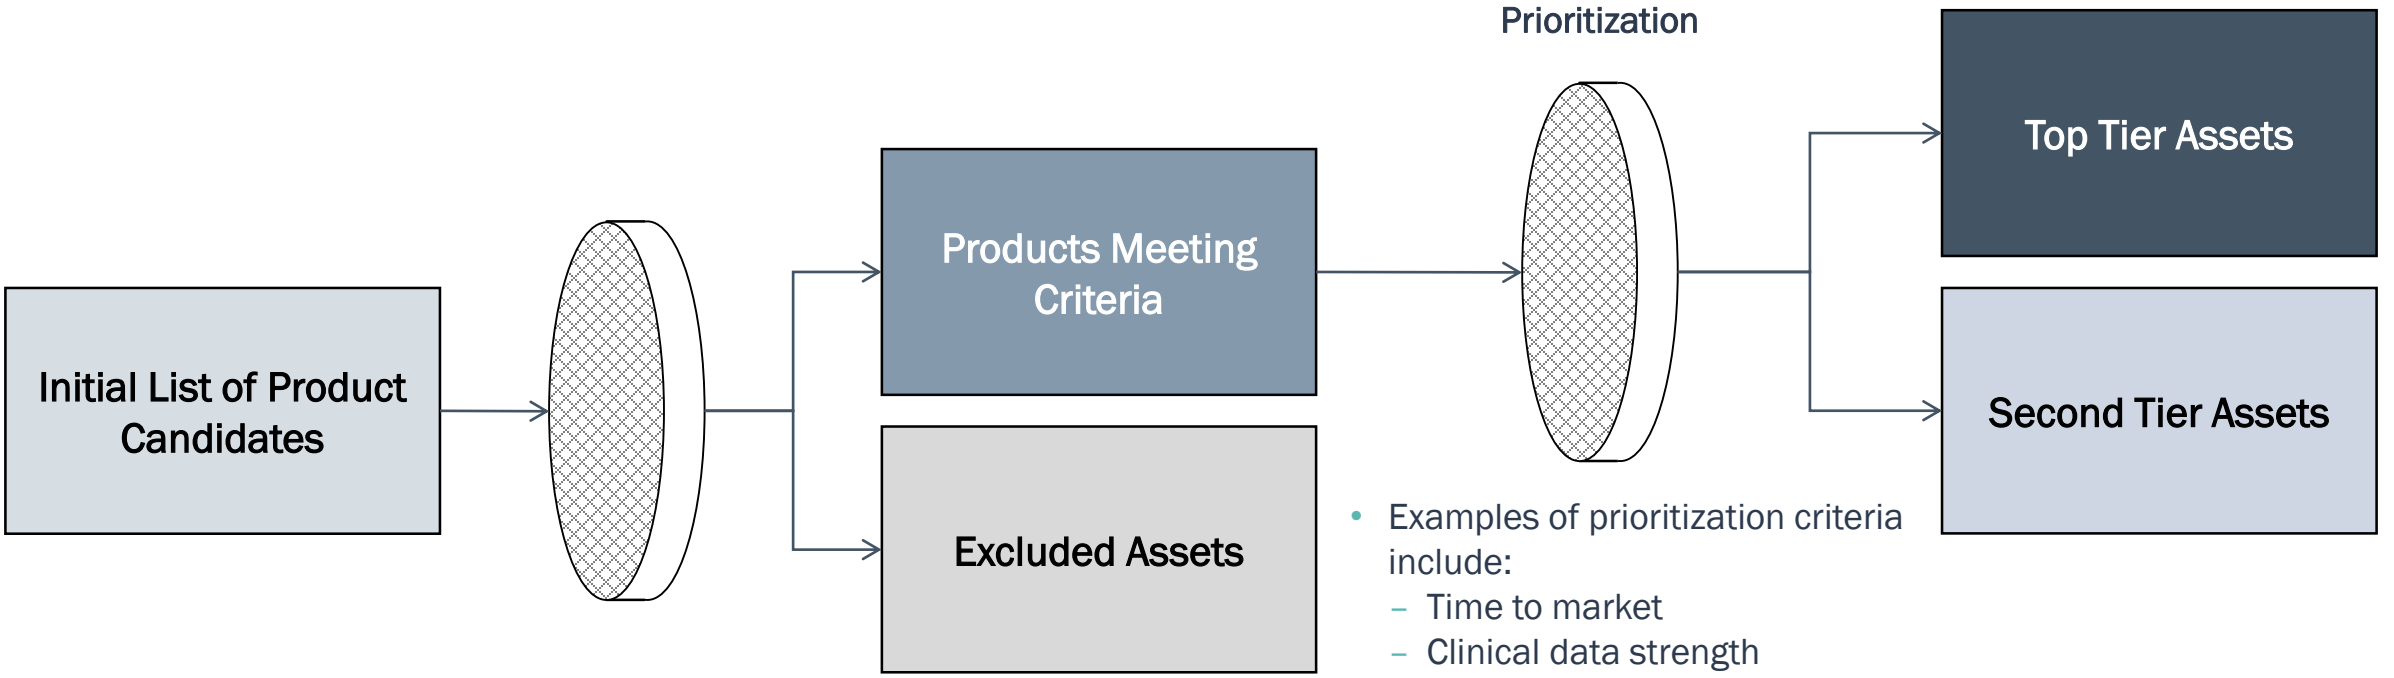 Prioritization
Top Tier Assets
Products Meeting
Criteria
Initial List of Product
Candidates
Second Tier Assets
Excluded Assets
• Examples of prioritization criteria
include:
– Time to market
– Clinical data strength